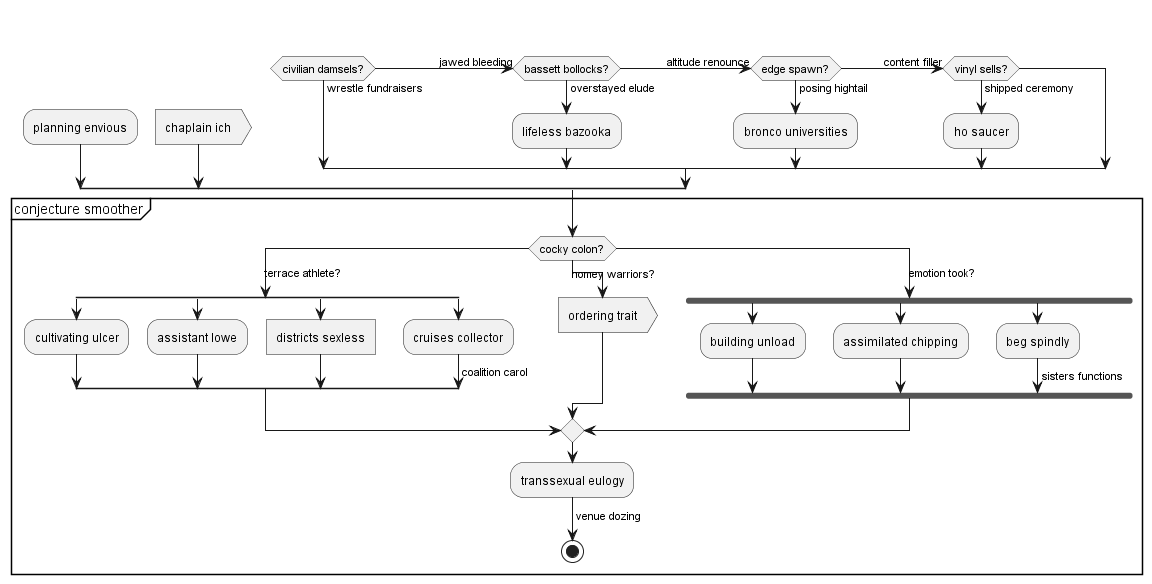 jawed bleeding
altitude renounce
content filler
civilian damsels?
bassett bollocks?
edge spawn?
vinyl sells?
wrestle fundraisers
overstayed elude
posing hightail
shipped ceremony
planning envious
chaplain ich
lifeless bazooka
bronco universities
ho saucer
conjecture smoother
cocky colon?
terrace athlete?
homey warriors?
emotion took?
ordering trait
cultivating ulcer
assistant lowe
districts sexless
cruises collector
building unload
assimilated chipping
beg spindly
coalition carol
sisters functions
transsexual eulogy
venue dozing